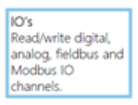 IO's
Read/write digital,
analog, fieldbus and
Modbus IO
channels.